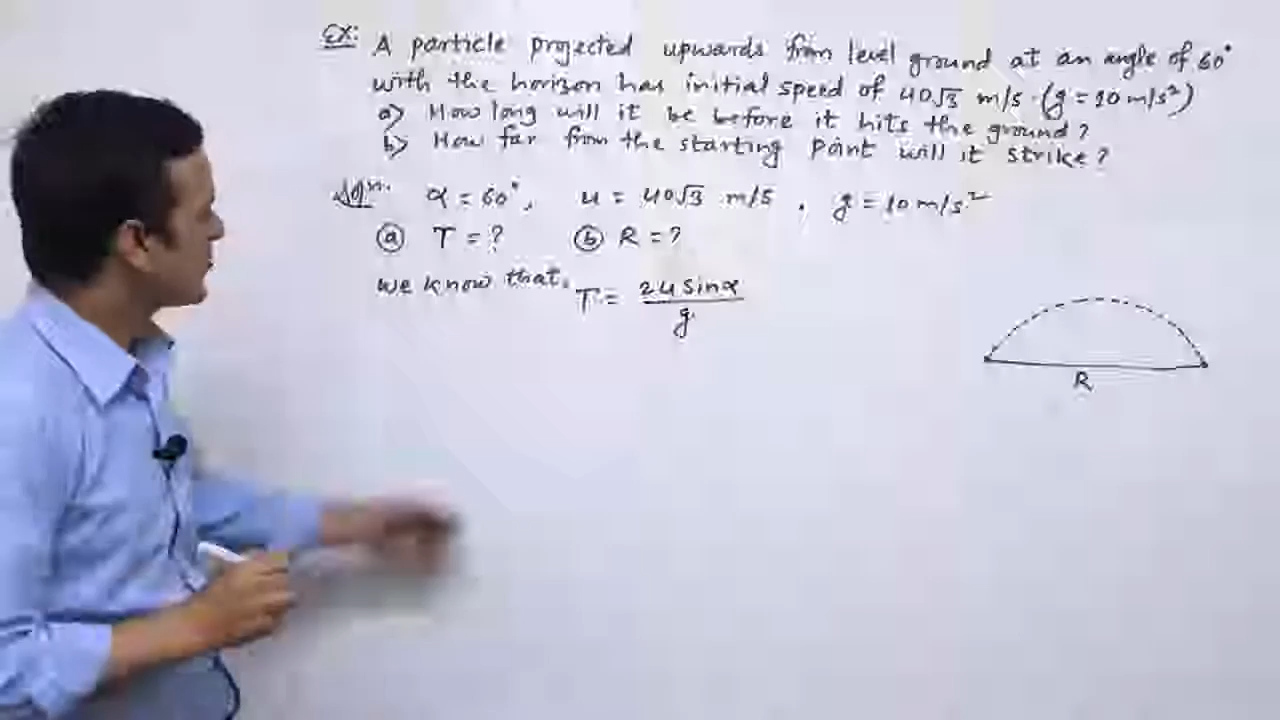 Ex: A particle projected upwards from level ground at an angle of 60°
with the horizon has initial speed of 40√3 m/s. (g = 10 m/s²)
a) How long will it be before it hits the ground?
b) How far from the starting point will it strike?
Solⁿ. α = 60°, u = 40√3 m/s, g = 10 m/s²
ⓐ T = ? ⓑ R = ?
we know that, T = 2u sinα / g
R